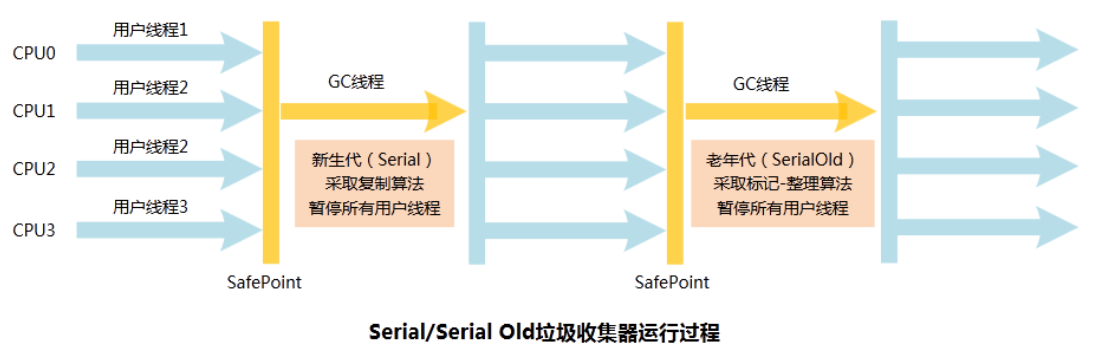 用户线程1
CPU0
用户线程2
CPU1
用户线程2
CPU2
用户线程3
CPU3
SafePoint
GC线程
新生代（Serial）
采取复制算法
暂停所有用户线程
SafePoint
GC线程
老年代（SerialOld）
采取标记-整理算法
暂停所有用户线程
Serial/Serial Old垃圾收集器运行过程